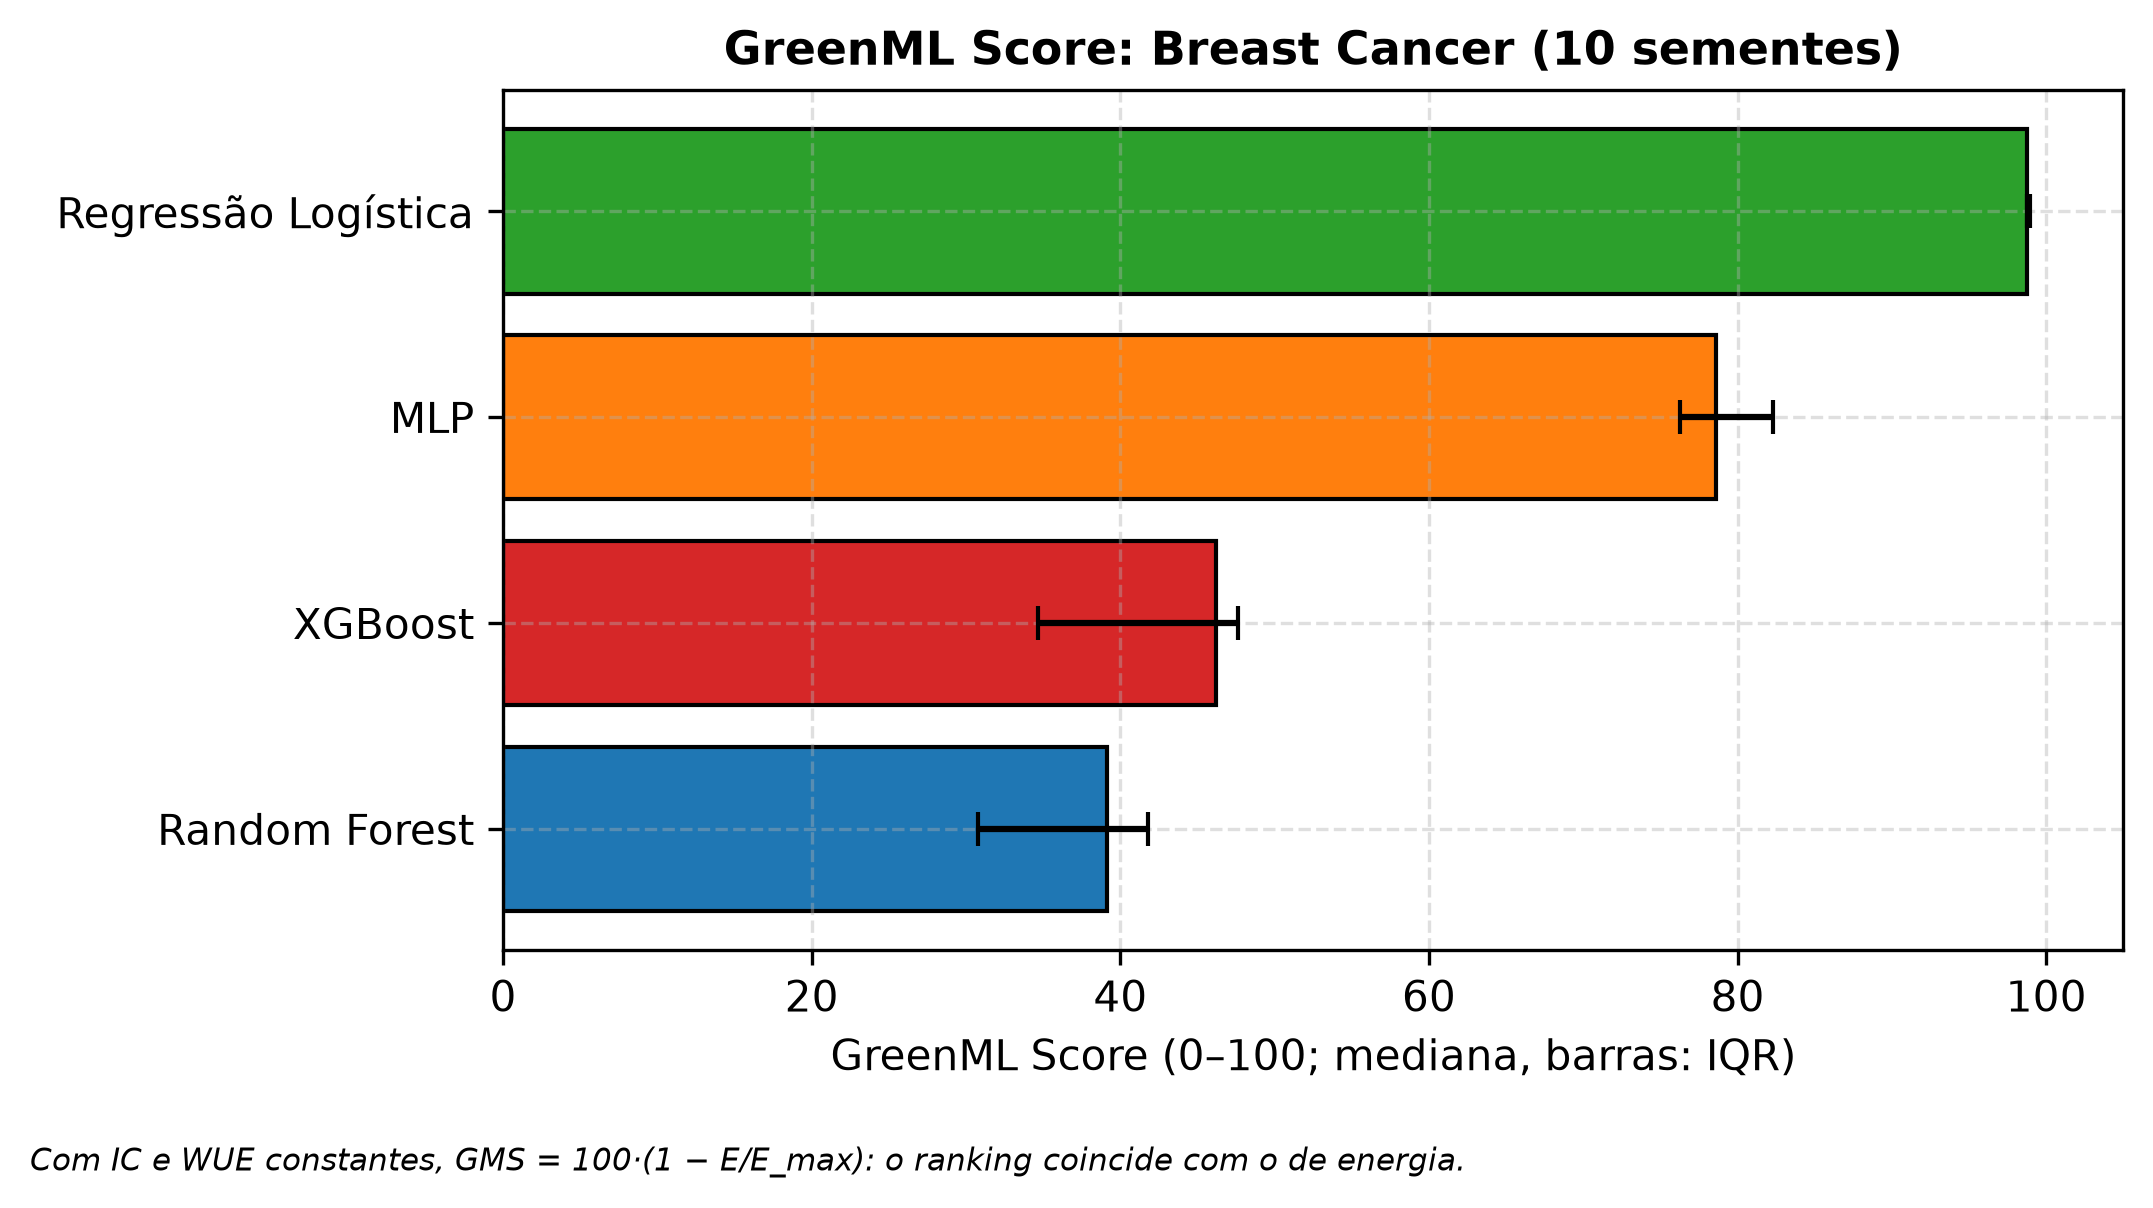 GreenML Score: Breast Cancer (10 sementes)
Regressão Logística
MLP
XGBoost
Random Forest
0 20 40 60 80 100
GreenML Score (0–100; mediana, barras: IQR)
Com IC e WUE constantes, GMS = 100·(1 − E/E_max): o ranking coincide com o de energia.